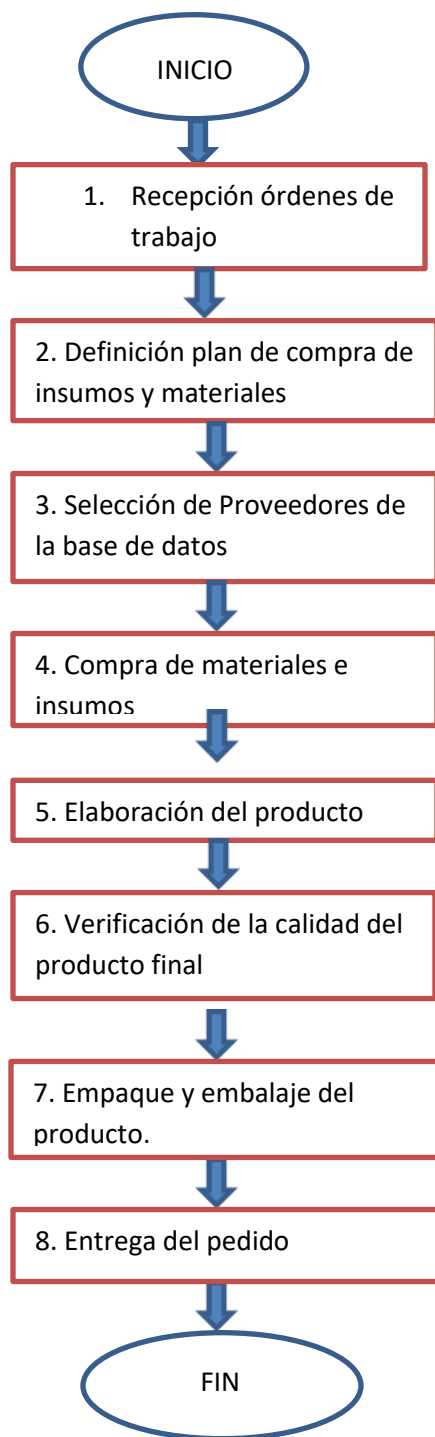 INICIO
1. Recepción órdenes de
trabajo
2. Definición plan de compra de
insumos y materiales
3. Selección de Proveedores de
la base de datos
4. Compra de materiales e
insumos
5. Elaboración del producto
6. Verificación de la calidad del
producto final
7. Empaque y embalaje del
producto.
8. Entrega del pedido
FIN